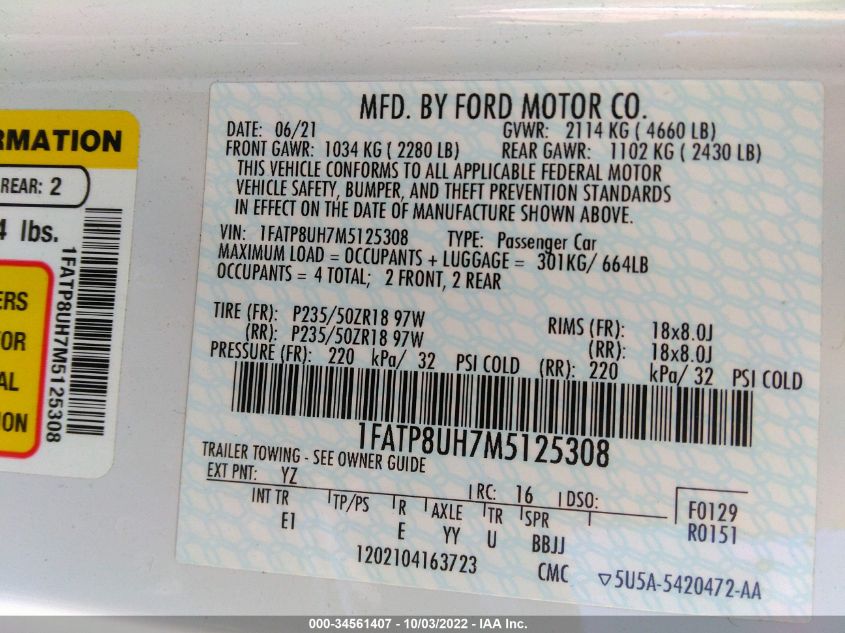 RMATION
REAR: 2
4 lbs.
1FATP8UH7M5125308
ERS
FOR
AL
ION
MFD. BY FORD MOTOR CO.
DATE: 06/21 GVWR: 2114 KG ( 4660 LB)
FRONT GAWR: 1034 KG ( 2280 LB) REAR GAWR: 1102 KG ( 2430 LB)
THIS VEHICLE CONFORMS TO ALL APPLICABLE FEDERAL MOTOR
VEHICLE SAFETY, BUMPER, AND THEFT PREVENTION STANDARDS
IN EFFECT ON THE DATE OF MANUFACTURE SHOWN ABOVE.
VIN: 1FATP8UH7M5125308 TYPE: Passenger Car
MAXIMUM LOAD = OCCUPANTS + LUGGAGE = 301KG/ 664LB
OCCUPANTS = 4 TOTAL; 2 FRONT, 2 REAR
TIRE (FR): P235/50ZR18 97W RIMS (FR): 18x8.0J
(RR): P235/50ZR18 97W (RR): 18x8.0J
PRESSURE (FR): 220 kPa/ 32 PSI COLD (RR): 220 kPa/ 32 PSI COLD
1FATP8UH7M5125308
TRAILER TOWING - SEE OWNER GUIDE
EXT PNT: YZ RC: 16 DSO:
INT TR TP/PS R AXLE TR SPR F0129
E1 E YY U BBJJ R0151
1202104163723 CMC ▽5U5A-5420472-AA
000-34561407 - 10/03/2022 - IAA Inc.